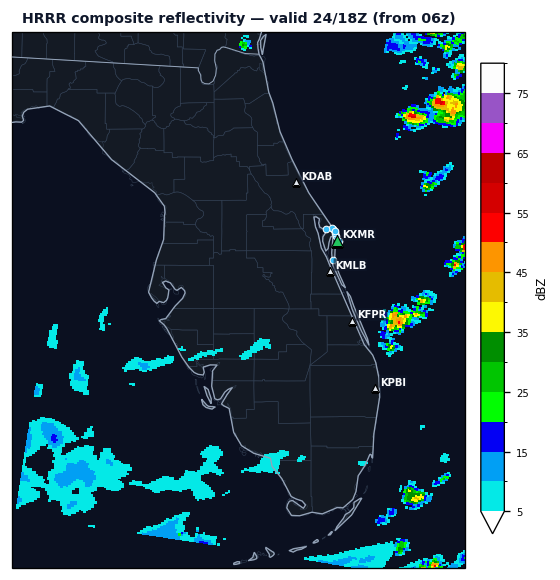 HRRR composite reflectivity — valid 24/18Z (from 06z)
KDAB
KXMR
KMLB
KFPR
KPBI
75
65
55
45
35
25
15
5
dBZ